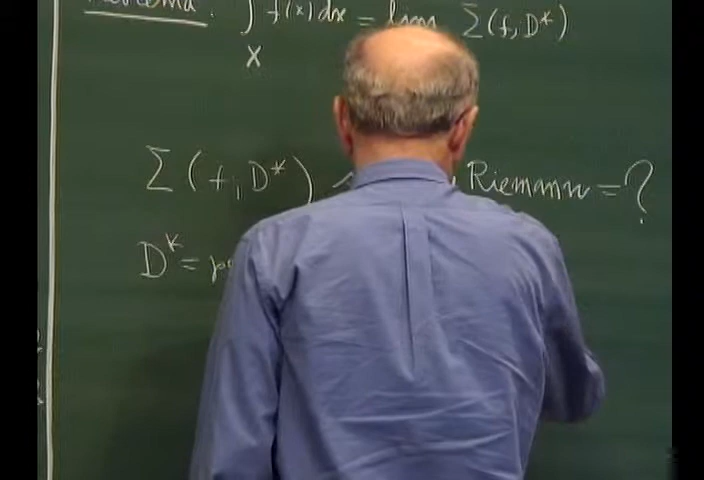 ∫ f(x) dx = lim Σ(f, D*)
X
Σ(f, D*) Riemann = ?
D* =